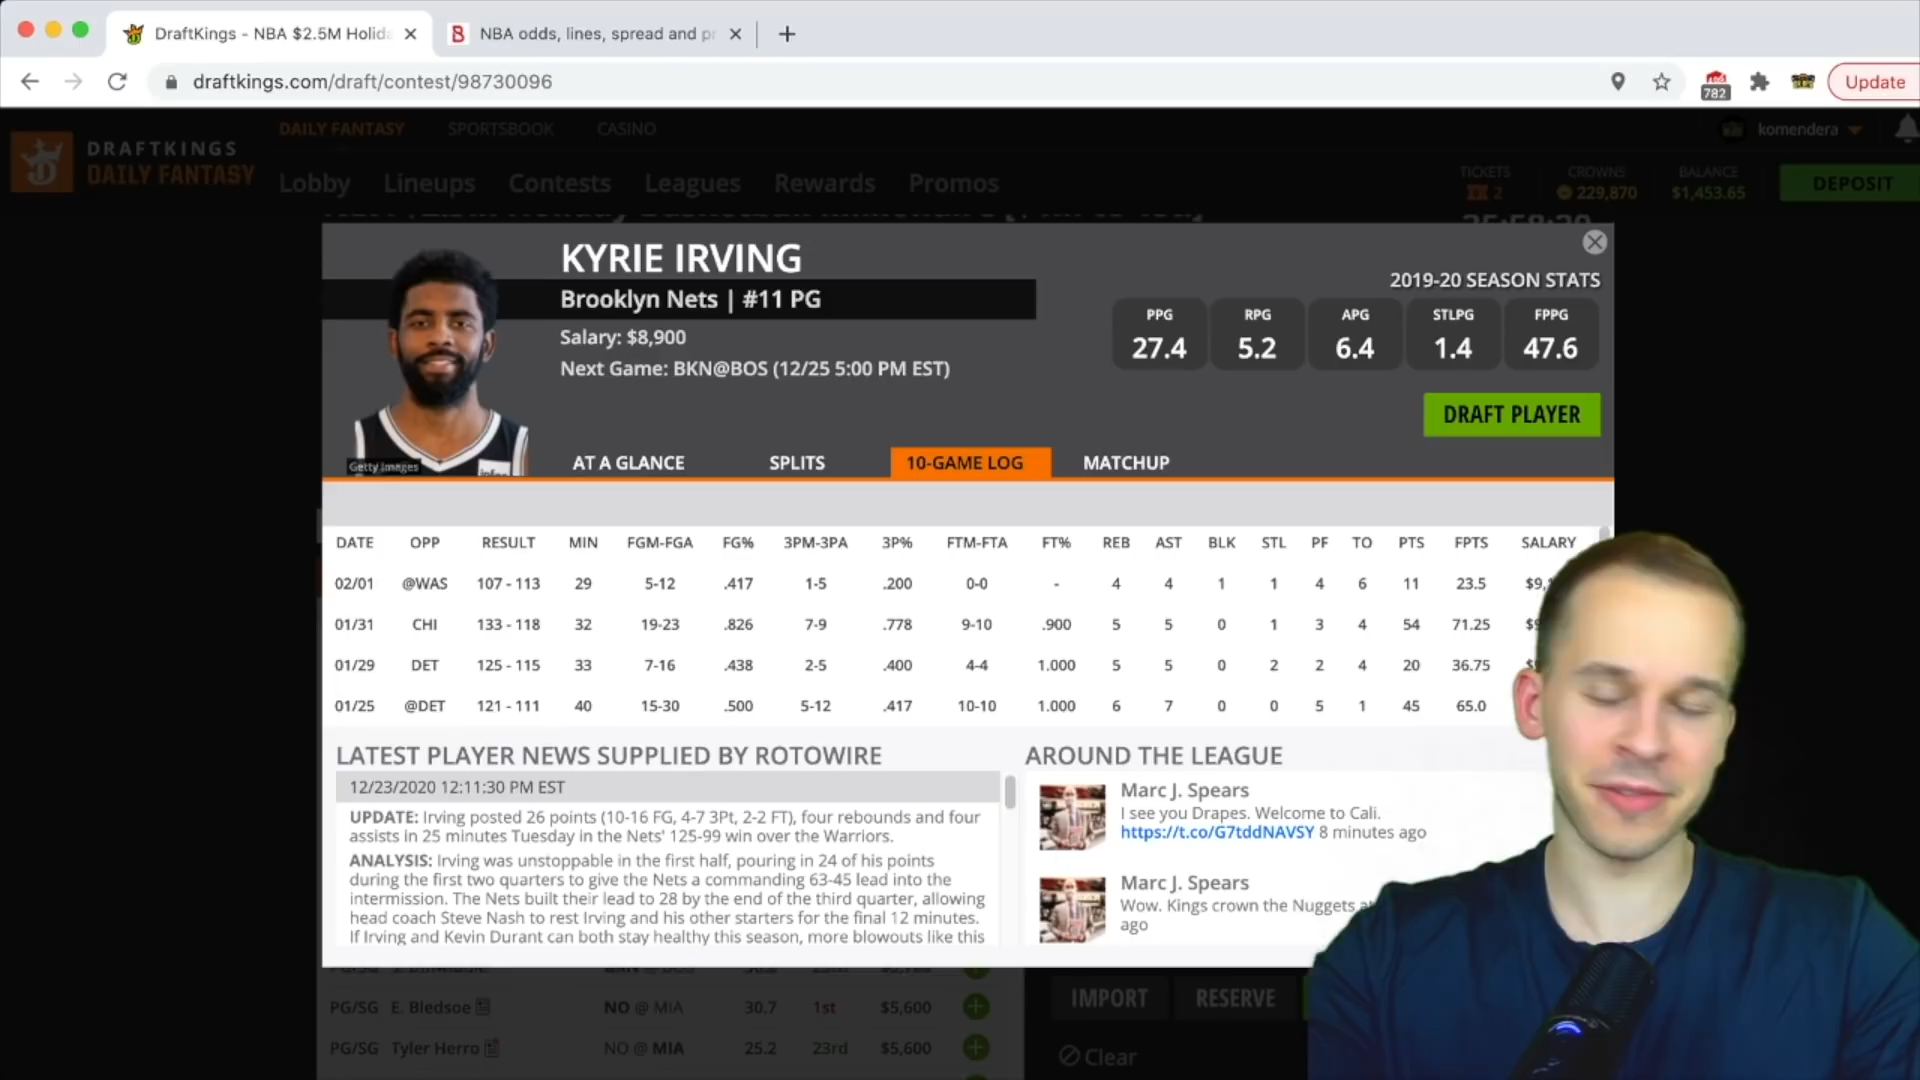 DraftKings - NBA $2.5M Holida
NBA odds, lines, spread and pr
draftkings.com/draft/contest/98730096
782
Update
DRAFTKINGS
DAILY FANTASY
DAILY FANTASY SPORTSBOOK CASINO
komendera
Lobby Lineups Contests Leagues Rewards Promos
TICKETS
2
CROWNS
229,870
BALANCE
$1,453.65
DEPOSIT
KYRIE IRVING
Brooklyn Nets | #11 PG
Salary: $8,900
Next Game: BKN@BOS (12/25 5:00 PM EST)
Getty Images
2019-20 SEASON STATS
PPG RPG APG STLPG FPPG
27.4 5.2 6.4 1.4 47.6
DRAFT PLAYER
AT A GLANCE SPLITS 10-GAME LOG MATCHUP
DATE OPP RESULT MIN FGM-FGA FG% 3PM-3PA 3P% FTM-FTA FT% REB AST BLK STL PF TO PTS FPTS SALARY
02/01 @WAS 107 - 113 29 5-12 .417 1-5 .200 0-0 - 4 4 1 1 4 6 11 23.5 $9,
01/31 CHI 133 - 118 32 19-23 .826 7-9 .778 9-10 .900 5 5 0 1 3 4 54 71.25
01/29 DET 125 - 115 33 7-16 .438 2-5 .400 4-4 1.000 5 5 0 2 2 4 20 36.75
01/25 @DET 121 - 111 40 15-30 .500 5-12 .417 10-10 1.000 6 7 0 0 5 1 45 65.0
LATEST PLAYER NEWS SUPPLIED BY ROTOWIRE
12/23/2020 12:11:30 PM EST
UPDATE: Irving posted 26 points (10-16 FG, 4-7 3Pt, 2-2 FT), four rebounds and four
assists in 25 minutes Tuesday in the Nets' 125-99 win over the Warriors.
ANALYSIS: Irving was unstoppable in the first half, pouring in 24 of his points
during the first two quarters to give the Nets a commanding 63-45 lead into the
intermission. The Nets built their lead to 28 by the end of the third quarter, allowing
head coach Steve Nash to rest Irving and his other starters for the final 12 minutes.
If Irving and Kevin Durant can both stay healthy this season, more blowouts like this
AROUND THE LEAGUE
Marc J. Spears
I see you Drapes. Welcome to Cali.
https://t.co/G7tddNAVSY 8 minutes ago
Marc J. Spears
Wow. Kings crown the Nuggets
ago
PG/SG E. Bledsoe NO @ MIA 30.7 1st $5,600
PG/SG Tyler Herro NO @ MIA 25.2 23rd $5,600
IMPORT RESERVE
Clear